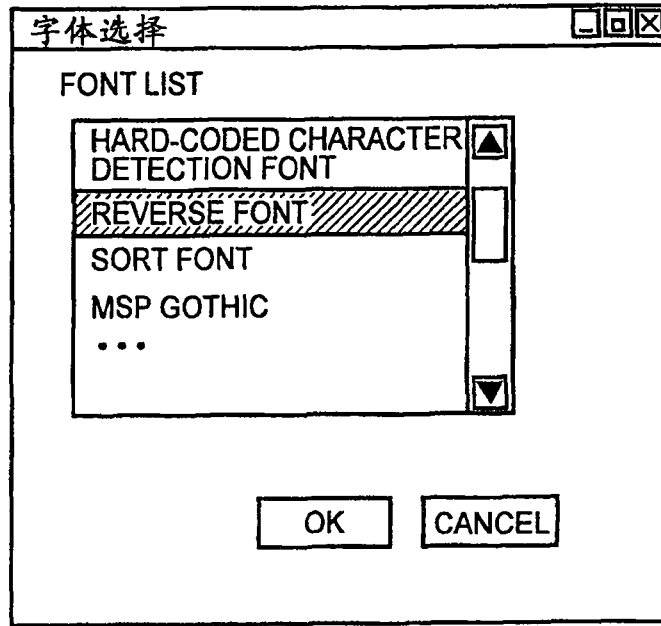 字体选择
FONT LIST
HARD-CODED CHARACTER
DETECTION FONT
REVERSE FONT
SORT FONT
MSP GOTHIC
•••
OK
CANCEL